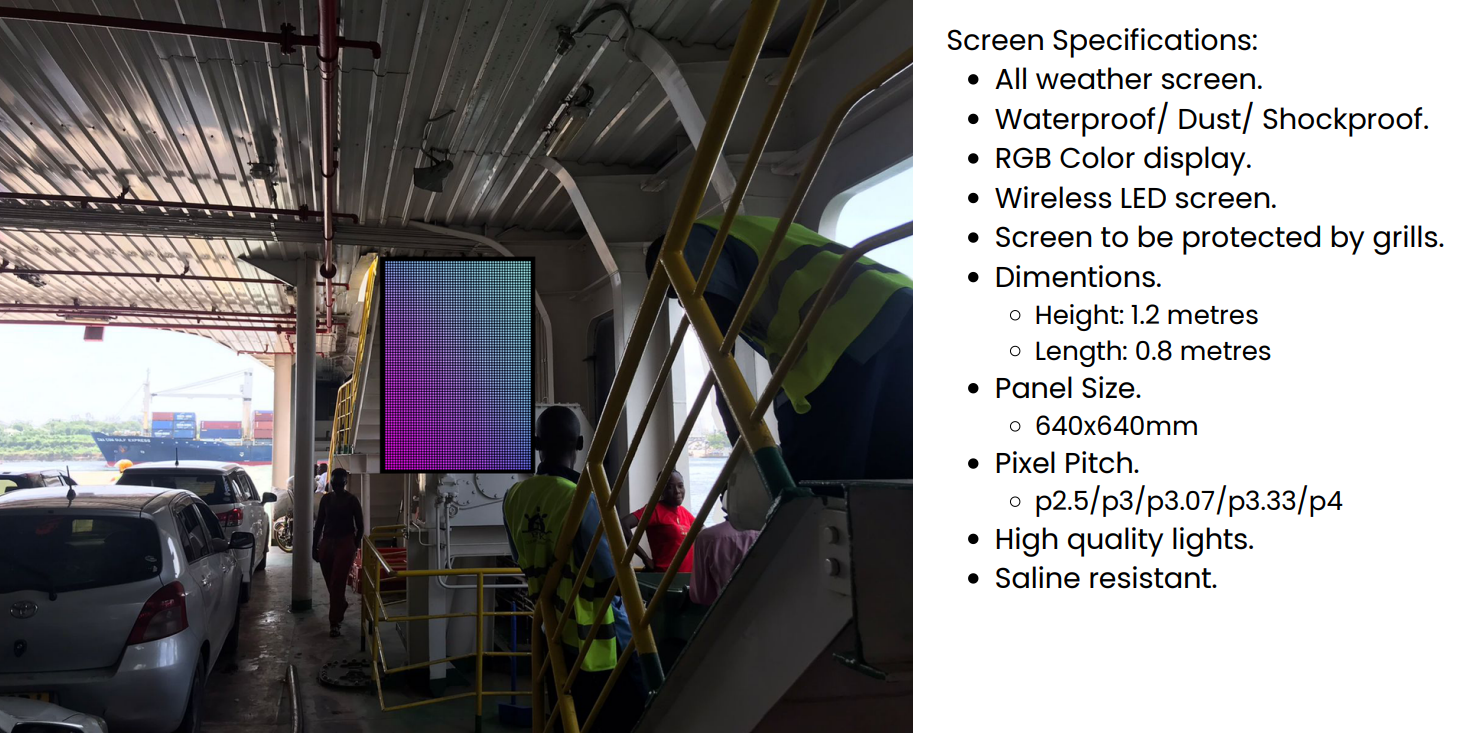 Screen Specifications:
All weather screen.
Waterproof/ Dust/ Shockproof.
RGB Color display.
Wireless LED screen.
Screen to be protected by grills.
Dimentions.
Height: 1.2 metres
Length: 0.8 metres
Panel Size.
640x640mm
Pixel Pitch.
p2.5/p3/p3.07/p3.33/p4
High quality lights.
Saline resistant.